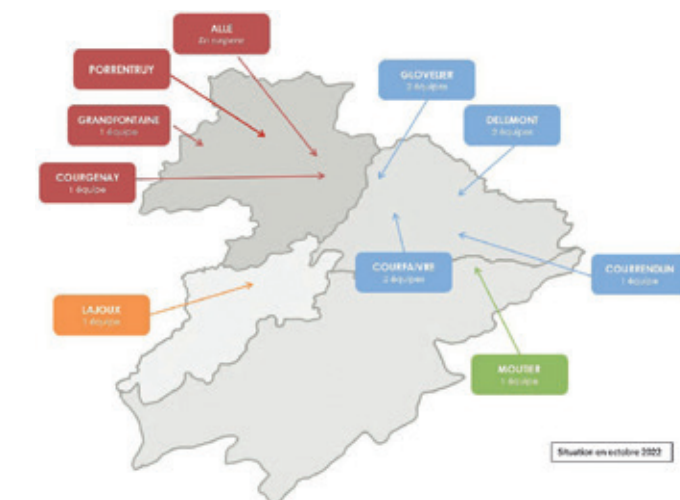 ALLE
En suspens
PORRENTRUY
GLOVELIER
2 équipes
GRANDFONTAINE
1 équipe
DELEMONT
2 équipes
COURGENAY
1 équipe
COURFAIVRE
2 équipes
COURRENDLIN
1 équipe
LAJOUX
1 équipe
MOUTIER
1 équipe
Situation en octobre 2022